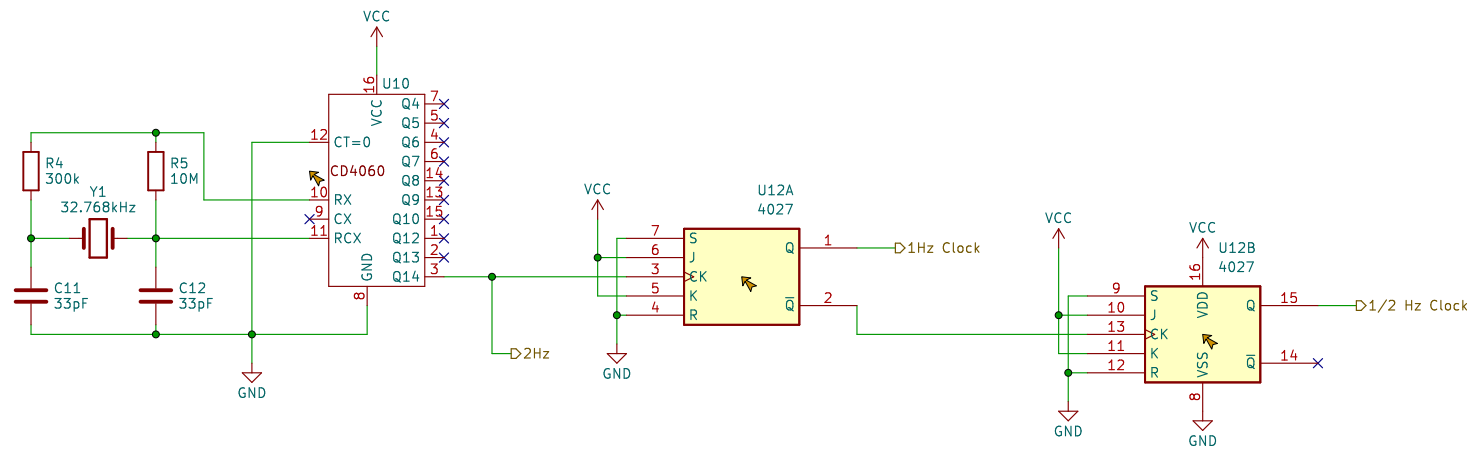 VCC
16
U10
VCC
Q4
7
Q5
5
12
CT=0
Q6
4
Q7
6
R4
300k
R5
10M
CD4060
Q8
14
Y1
32.768kHz
10
RX
Q9
13
9
CX
Q10
15
11
RCX
Q12
1
Q13
2
GND
Q14
3
8
C11
33pF
C12
33pF
GND
2Hz
VCC
U12A
4027
7
S
6
J
3
CK
5
K
4
R
Q
1
Q
2
1Hz Clock
GND
VCC
VCC
U12B
4027
16
VDD
9
S
10
J
13
CK
11
K
12
R
Q
15
Q
14
VSS
8
1/2 Hz Clock
GND
GND